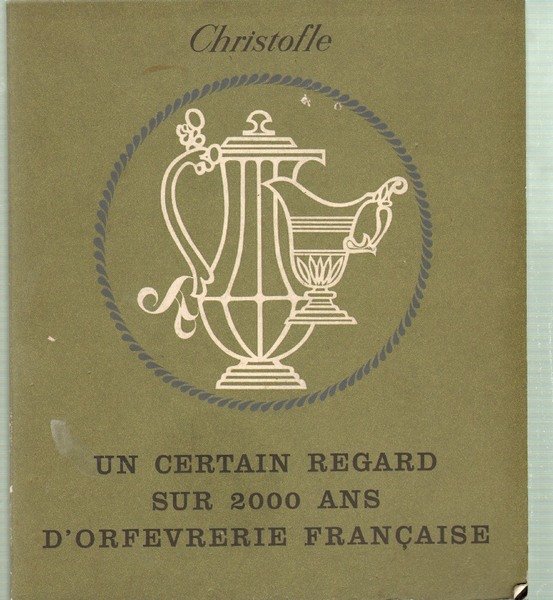 Christofle
UN CERTAIN REGARD
SUR 2000 ANS
D'ORFEVRERIE FRANÇAISE